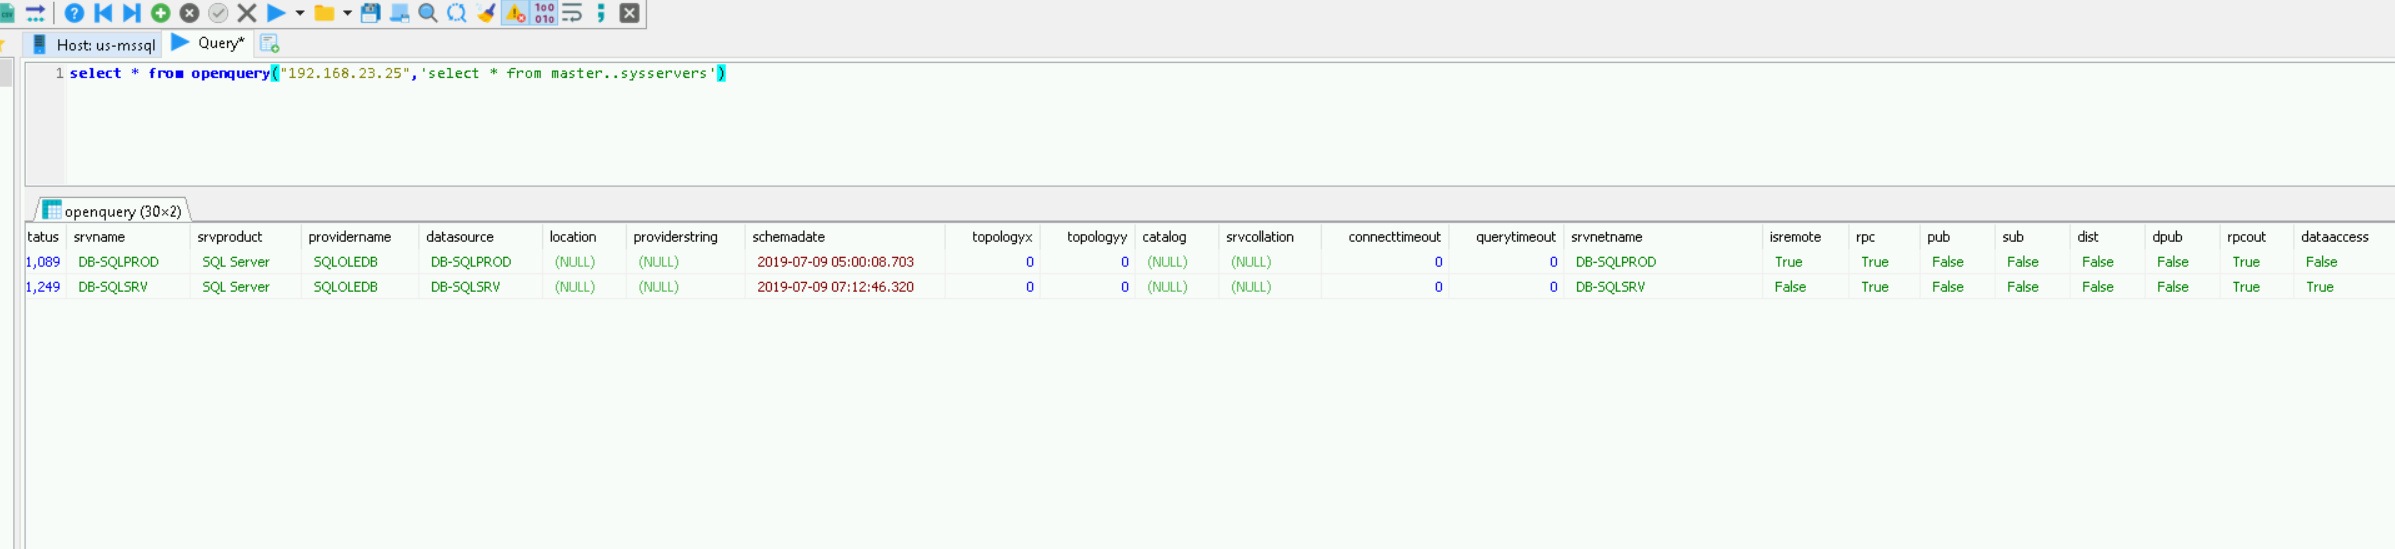 100
010
Host: us-mssql Query*
1 select * from openquery("192.168.23.25",'select * from master..sysservers')
openquery (30×2)
tatus srvname srvproduct providername datasource location providerstring schemadate topologyx topologyy catalog srvcollation connecttimeout querytimeout srvnetname isremote rpc pub sub dist dpub rpcout dataaccess
1,089 DB-SQLPROD SQL Server SQLOLEDB DB-SQLPROD (NULL) (NULL) 2019-07-09 05:00:08.703 0 0 (NULL) (NULL) 0 0 DB-SQLPROD True True False False False False True False
1,249 DB-SQLSRV SQL Server SQLOLEDB DB-SQLSRV (NULL) (NULL) 2019-07-09 07:12:46.320 0 0 (NULL) (NULL) 0 0 DB-SQLSRV False True False False False False True True